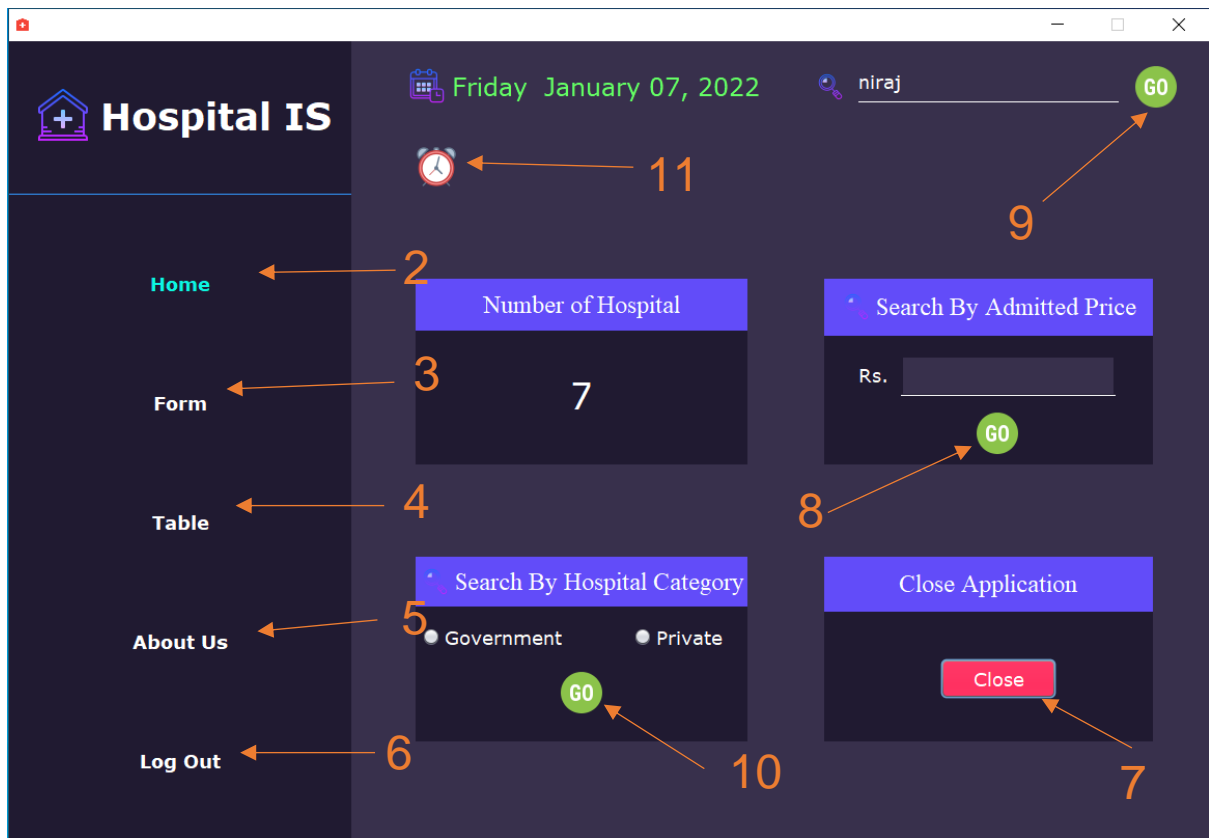 Hospital IS
Friday January 07, 2022
niraj
GO
11
9
2
Home
Number of Hospital
Search By Admitted Price
3
Form
7
Rs.
GO
4
Table
8
Search By Hospital Category
Close Application
5
About Us
Government
Private
GO
Close
6
Log Out
10
7